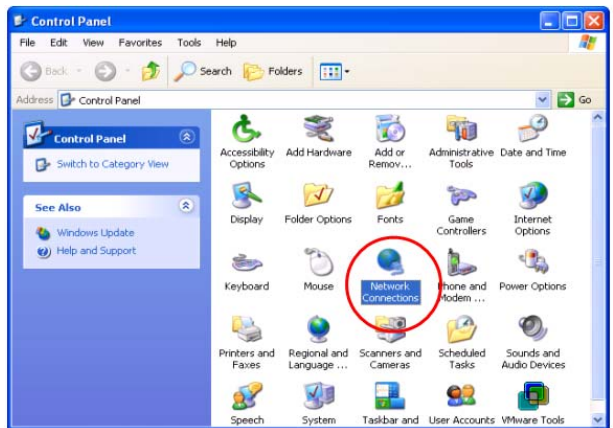 Control Panel
File Edit View Favorites Tools Help
Back Search Folders
Address Control Panel Go
Control Panel
Switch to Category View
See Also
Windows Update
Help and Support
Accessibility Options
Add Hardware
Add or Remov...
Administrative Tools
Date and Time
Display
Folder Options
Fonts
Game Controllers
Internet Options
Keyboard
Mouse
Network Connections
Phone and Modem ...
Power Options
Printers and Faxes
Regional and Language ...
Scanners and Cameras
Scheduled Tasks
Sounds and Audio Devices
Speech
System
Taskbar and
User Accounts
VMware Tools